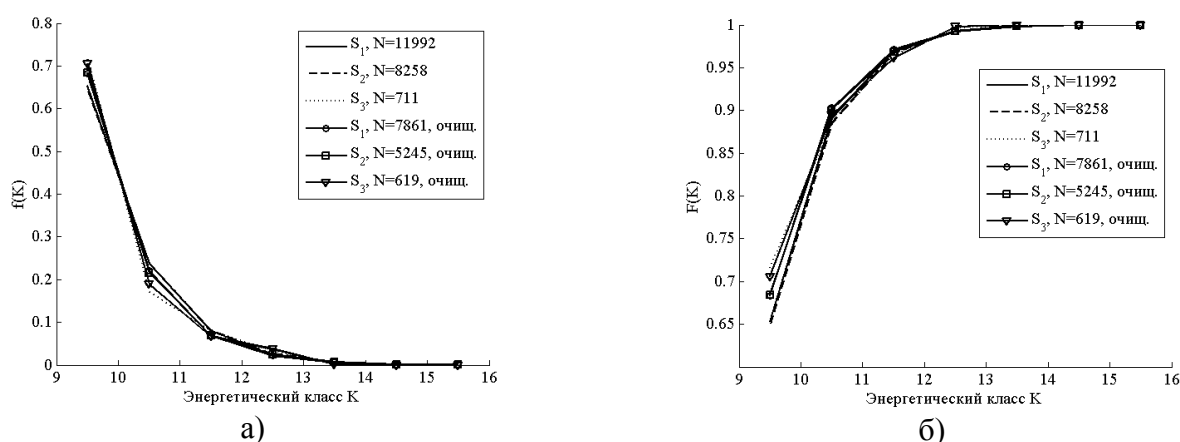 0.8
0.7
0.6
0.5
0.4
0.3
0.2
0.1
0
f(K)
9 10 11 12 13 14 15 16
Энергетический класс K
S1, N=11992
S2, N=8258
S3, N=711
S1, N=7861, очищ.
S2, N=5245, очищ.
S3, N=619, очищ.
а)
1
0.95
0.9
0.85
0.8
0.75
0.7
0.65
F(K)
9 10 11 12 13 14 15 16
Энергетический класс K
S1, N=11992
S2, N=8258
S3, N=711
S1, N=7861, очищ.
S2, N=5245, очищ.
S3, N=619, очищ.
б)